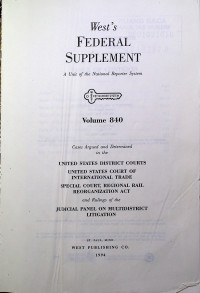 West's
FEDERAL
SUPPLEMENT
A Unit of the National Reporter System
Volume 840
Cases Argued and Determined
in the
UNITED STATES DISTRICT COURTS
UNITED STATES COURT OF
INTERNATIONAL TRADE
SPECIAL COURT, REGIONAL RAIL
REORGANIZATION ACT
and Rulings of the
JUDICIAL PANEL ON MULTIDISTRICT
LITIGATION
ST. PAUL, MINN.
WEST PUBLISHING CO.
1994